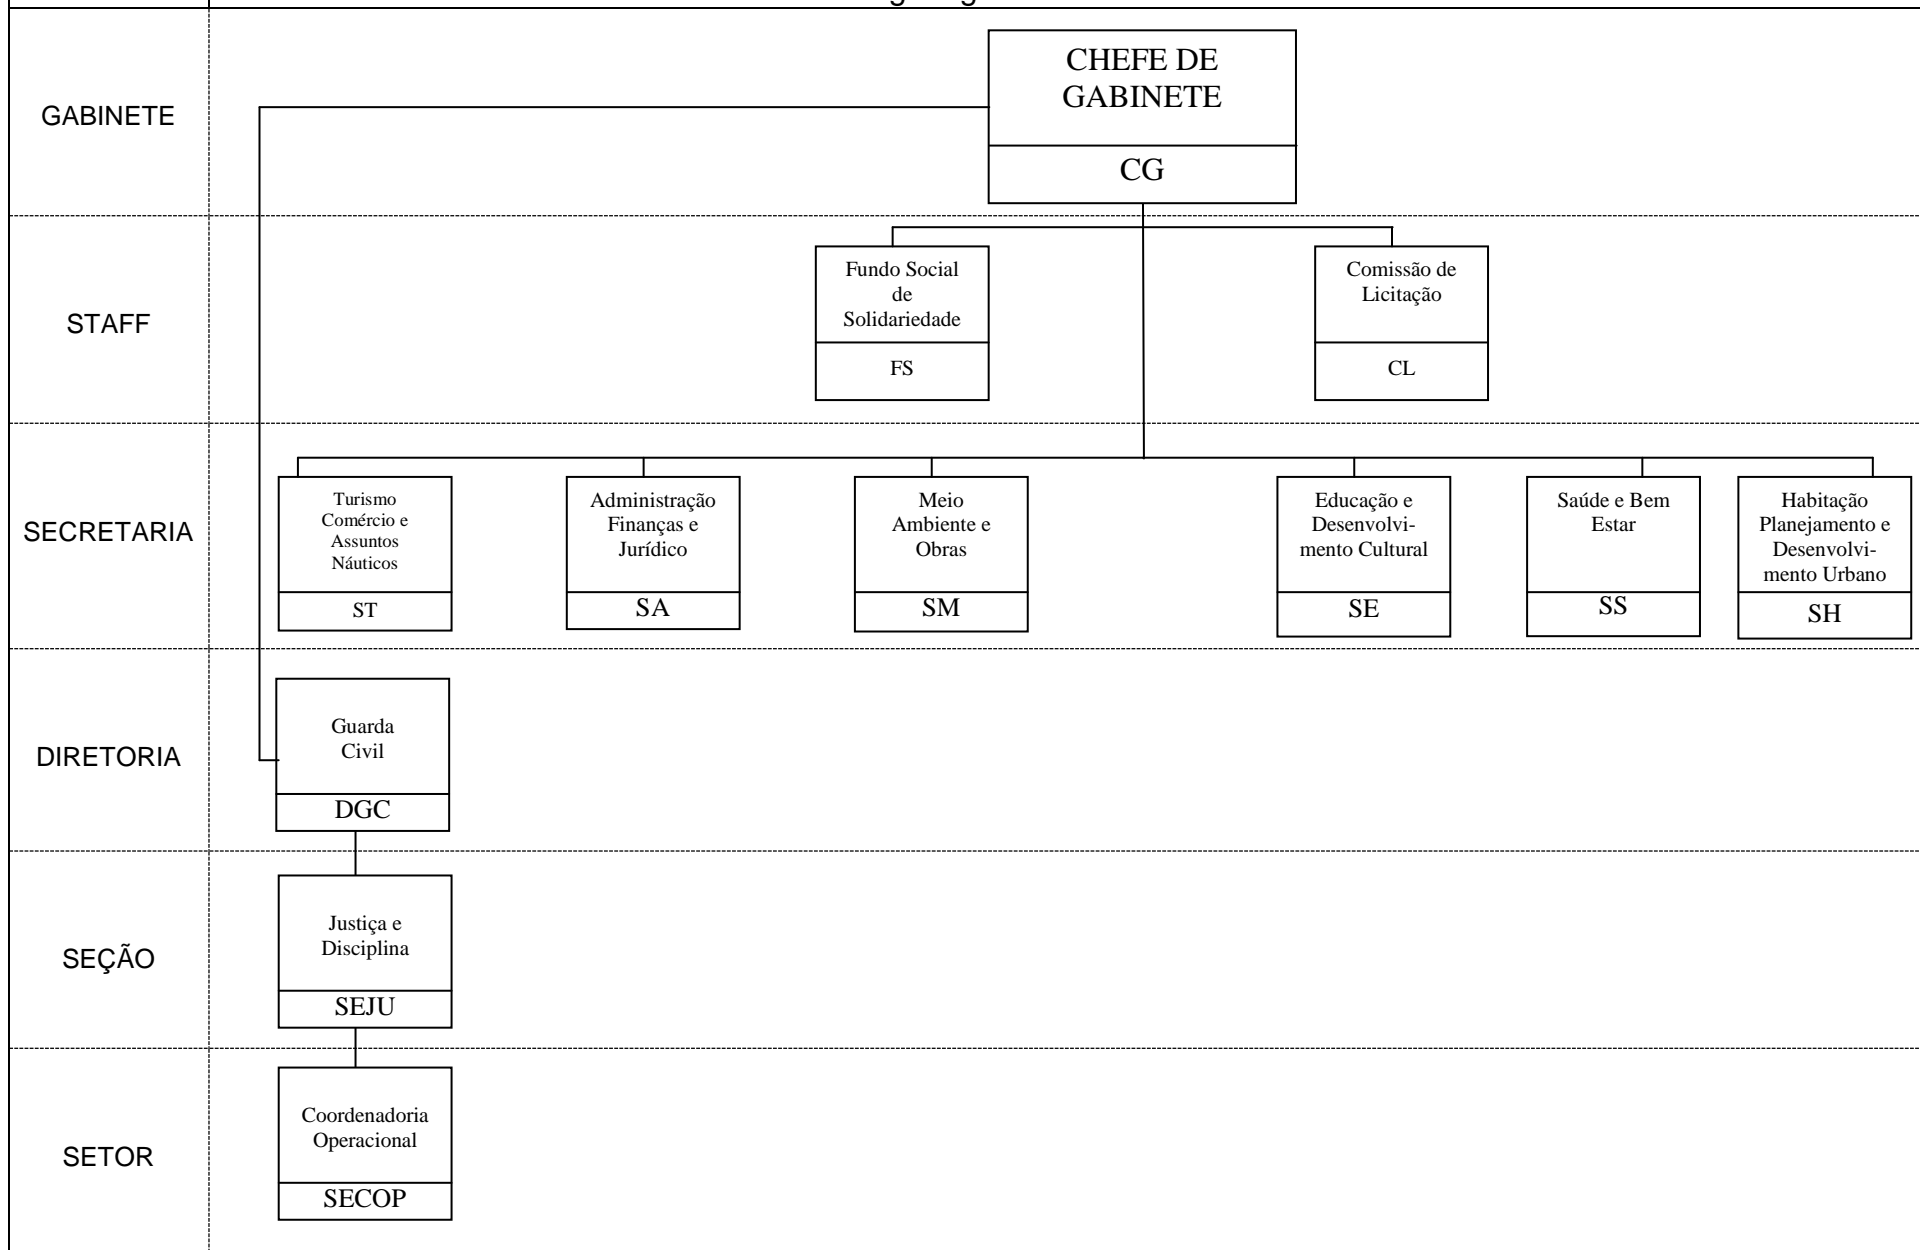 GABINETE
CHEFE DE
GABINETE
CG
STAFF
Fundo Social
de
Solidariedade
FS
Comissão de
Licitação
CL
SECRETARIA
Turismo
Comércio e
Assuntos
Náuticos
ST
Administração
Finanças e
Jurídico
SA
Meio
Ambiente e
Obras
SM
Educação e
Desenvolvi-
mento Cultural
SE
Saúde e Bem
Estar
SS
Habitação
Planejamento e
Desenvolvi-
mento Urbano
SH
DIRETORIA
Guarda
Civil
DGC
SEÇÃO
Justiça e
Disciplina
SEJU
SETOR
Coordenadoria
Operacional
SECOP